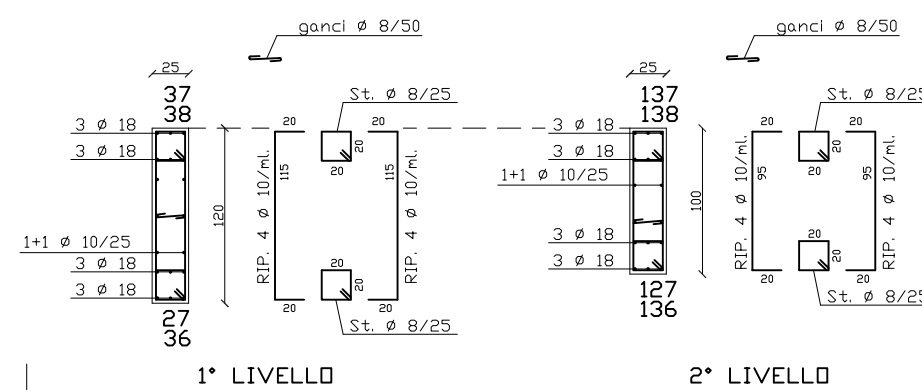 ganci Ø 8/50
25
37
38
St. Ø 8/25
3 Ø 18
3 Ø 18
1+1 Ø 10/25
3 Ø 18
3 Ø 18
27
36
120
20
20
20
20
115
115
RIP. 4 Ø 10/ml.
RIP. 4 Ø 10/ml.
20
20
20
20
St. Ø 8/25
1° LIVELLO
ganci Ø 8/50
25
137
138
St. Ø 8/25
3 Ø 18
3 Ø 18
1+1 Ø 10/25
3 Ø 18
3 Ø 18
127
136
100
20
20
20
20
95
95
RIP. 4 Ø 10/ml.
RIP. 4 Ø 10/ml.
20
20
20
20
St. Ø 8/25
2° LIVELLO